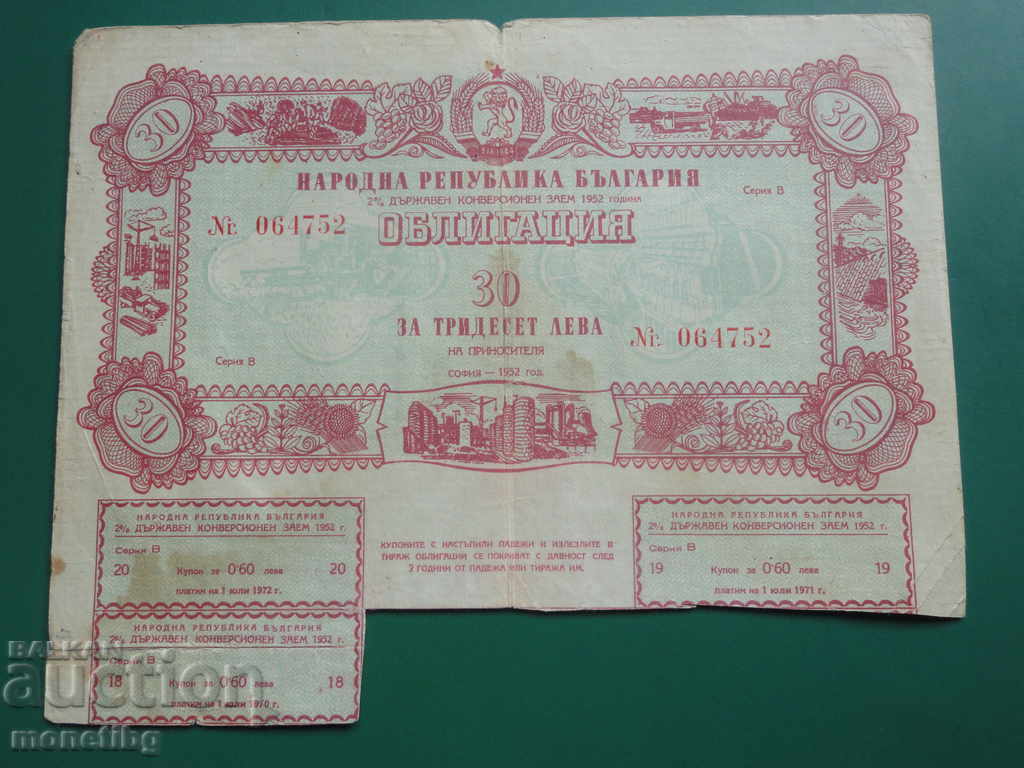 30
30
НАРОДНА РЕПУБЛИКА БЪЛГАРИЯ
2% ДЪРЖАВЕН КОНВЕРСИОНЕН ЗАЕМ 1952 година
Серия В
№ 064752
ОБЛИГАЦИЯ
30
ЗА ТРИДЕСЕТ ЛЕВА
№ 064752
НА ПРИНОСИТЕЛЯ
Серия В
СОФИЯ — 1952 год.
30
30
НАРОДНА РЕПУБЛИКА БЪЛГАРИЯ
2% ДЪРЖАВЕН КОНВЕРСИОНЕН ЗАЕМ 1952 г.
Серия В
20 Купон за 0·60 лева 20
платим на 1 юли 1972 г.
КУПОНИТЕ С НАСТЪПИЛИ ПАДЕЖИ И ИЗЛЕЗЛИТЕ В
ТИРАЖ ОБЛИГАЦИИ СЕ ПОКРИВАТ С ДАВНОСТ СЛЕД
2 ГОДИНИ ОТ ПАДЕЖА ИЛИ ТИРАЖА ИМ.
НАРОДНА РЕПУБЛИКА БЪЛГАРИЯ
2% ДЪРЖАВЕН КОНВЕРСИОНЕН ЗАЕМ 1952 г.
Серия В
19 Купон за 0·60 лева 19
платим на 1 юли 1971 г.
НАРОДНА РЕПУБЛИКА БЪЛГАРИЯ
2% ДЪРЖАВЕН КОНВЕРСИОНЕН ЗАЕМ 1952 г.
Серия В
18 Купон за 0·60 лева 18
платим на 1 юли 1970 г.
BALKAN
auction
monetibg